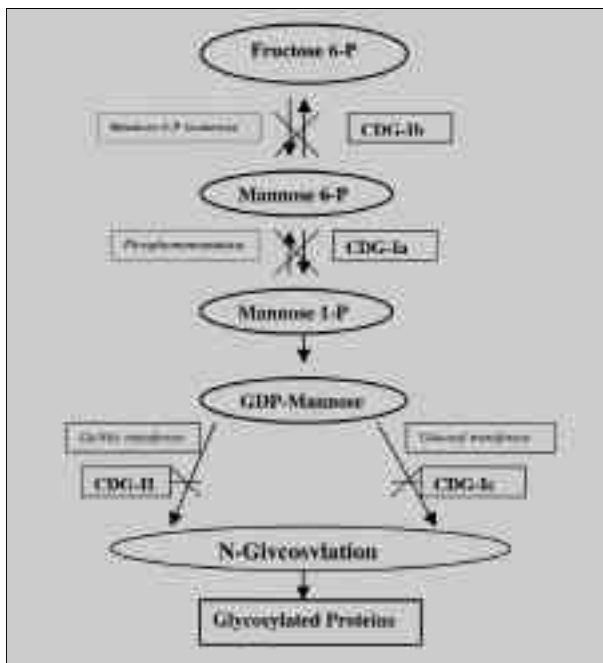 Fructose 6-P
CDG-Ib
Mannose 6-P
CDG-Ia
Mannose 1-P
GDP-Mannose
CDG-II
CDG-Ic
N-Glycosylation
Glycosylated Proteins